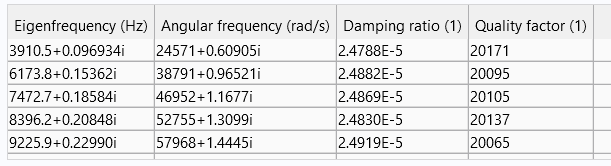 Eigenfrequency (Hz) Angular frequency (rad/s) Damping ratio (1) Quality factor (1)
3910.5+0.096934i 24571+0.60905i 2.4788E-5 20171
6173.8+0.15362i 38791+0.96521i 2.4882E-5 20095
7472.7+0.18584i 46952+1.1677i 2.4869E-5 20105
8396.2+0.20848i 52755+1.3099i 2.4830E-5 20137
9225.9+0.22990i 57968+1.4445i 2.4919E-5 20065